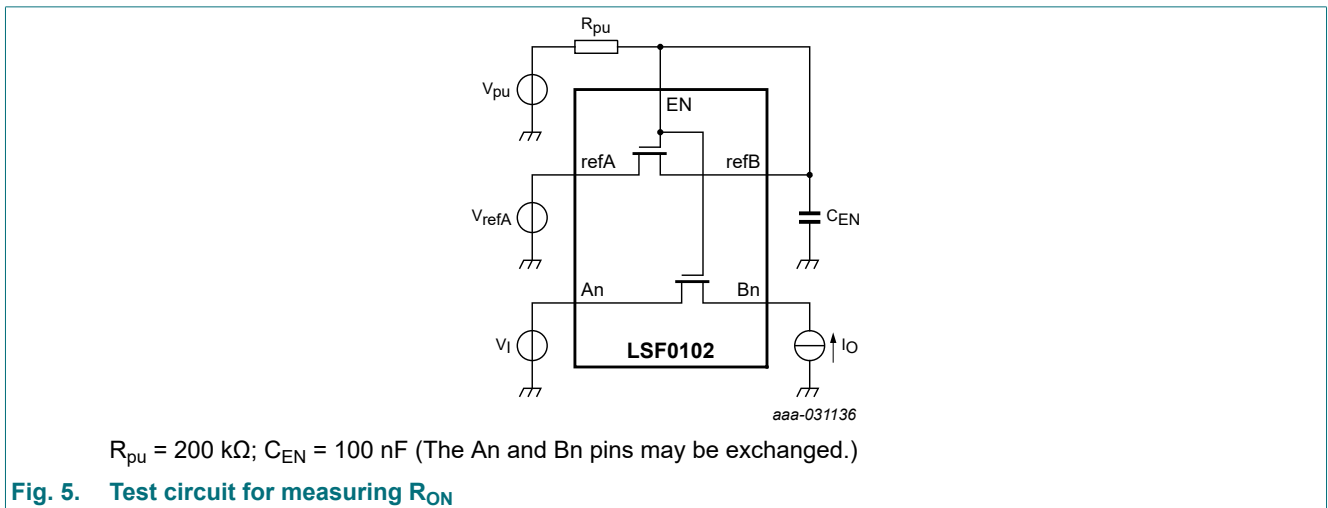 Rpu
Vpu
EN
refA
refB
VrefA
CEN
An
Bn
VI
LSF0102
IO
aaa-031136
Rpu = 200 kΩ; CEN = 100 nF (The An and Bn pins may be exchanged.)
Fig. 5. Test circuit for measuring RON